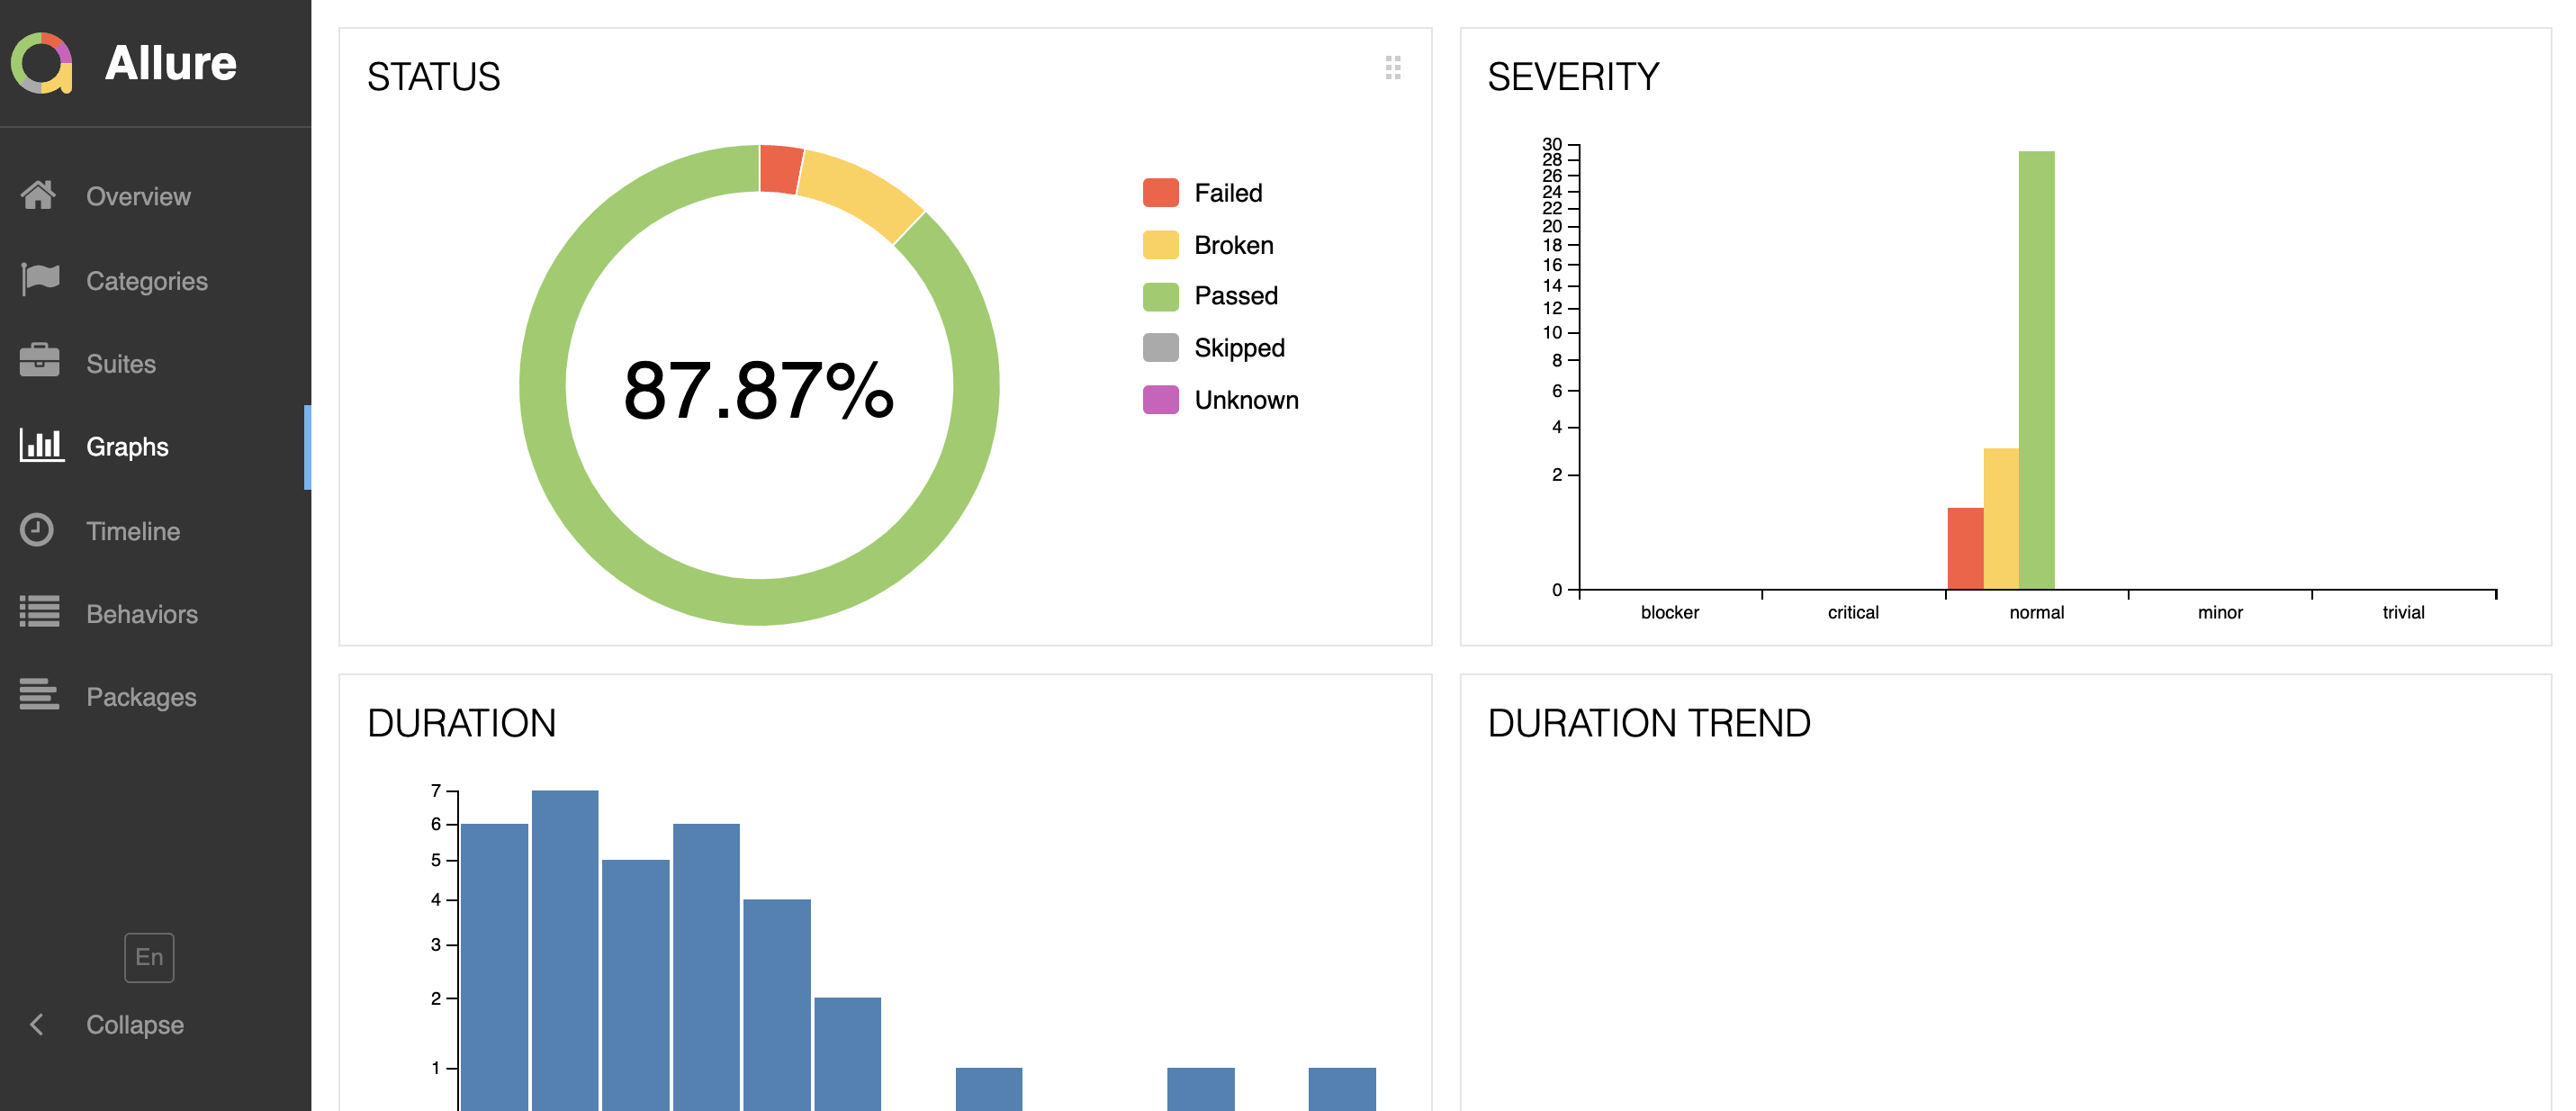 Allure
Overview
Categories
Suites
Graphs
Timeline
Behaviors
Packages
En
Collapse
STATUS
87.87%
Failed
Broken
Passed
Skipped
Unknown
SEVERITY
30
28
26
24
22
20
18
16
14
12
10
8
6
4
2
0
blocker critical normal minor trivial
DURATION
7
6
5
4
3
2
1
DURATION TREND